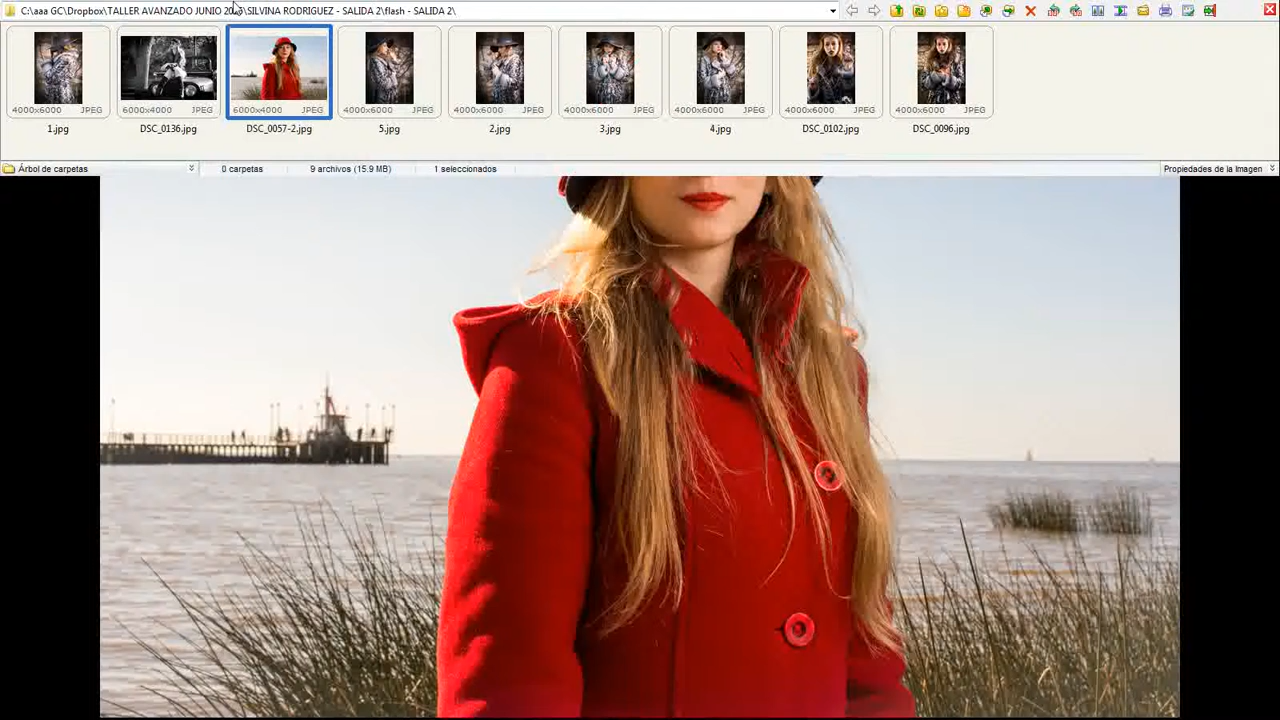 C:\aaa GC\Dropbox\TALLER AVANZADO JUNIO 2015\SILVINA RODRIGUEZ - SALIDA 2\flash - SALIDA 2\
4000x6000 JPEG
6000x4000 JPEG
6000x4000 JPEG
4000x6000 JPEG
4000x6000 JPEG
4000x6000 JPEG
4000x6000 JPEG
4000x6000 JPEG
4000x6000 JPEG
1.jpg
DSC_0136.jpg
DSC_0057-2.jpg
5.jpg
2.jpg
3.jpg
4.jpg
DSC_0102.jpg
DSC_0096.jpg
Árbol de carpetas
0 carpetas
9 archivos (15.9 MB)
1 seleccionados
Propiedades de la Imagen